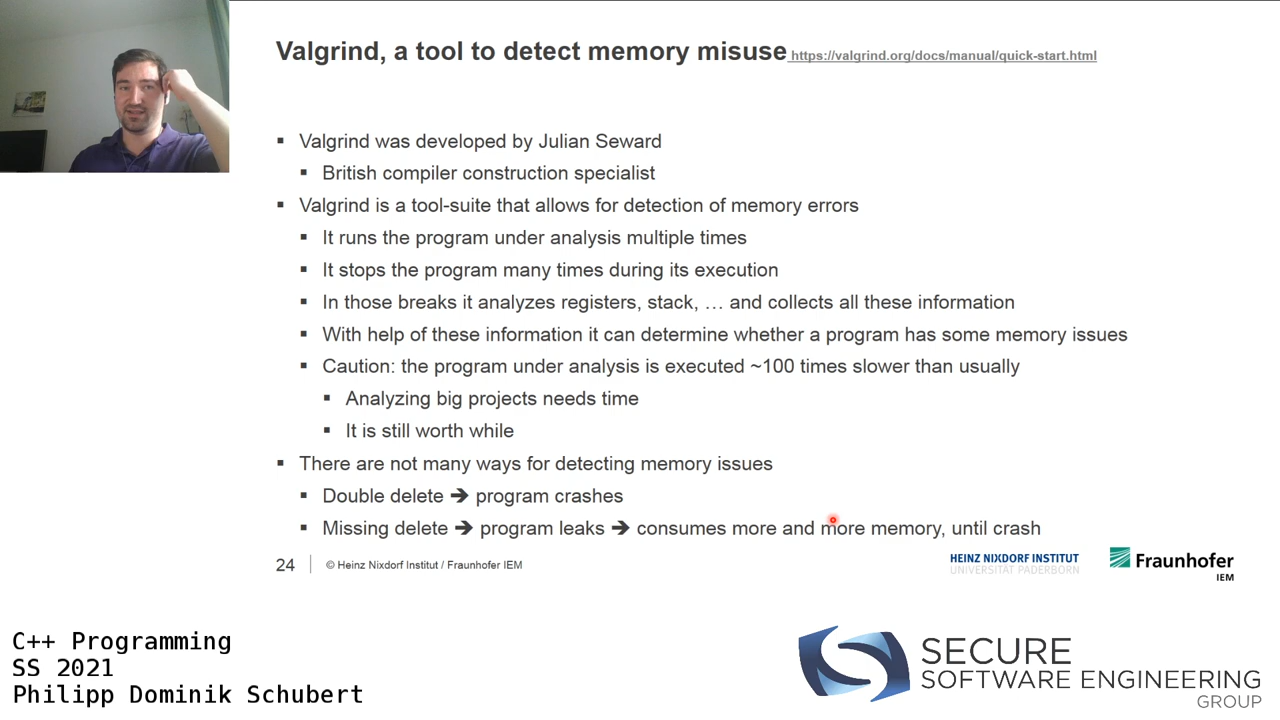 Valgrind, a tool to detect memory misuse https://valgrind.org/docs/manual/quick-start.html
▪ Valgrind was developed by Julian Seward
▪ British compiler construction specialist
▪ Valgrind is a tool-suite that allows for detection of memory errors
▪ It runs the program under analysis multiple times
▪ It stops the program many times during its execution
▪ In those breaks it analyzes registers, stack, … and collects all these information
▪ With help of these information it can determine whether a program has some memory issues
▪ Caution: the program under analysis is executed ~100 times slower than usually
▪ Analyzing big projects needs time
▪ It is still worth while
▪ There are not many ways for detecting memory issues
▪ Double delete ➔ program crashes
▪ Missing delete ➔ program leaks ➔ consumes more and more memory, until crash
24 | © Heinz Nixdorf Institut / Fraunhofer IEM
HEINZ NIXDORF INSTITUT
UNIVERSITÄT PADERBORN
Fraunhofer
IEM
C++ Programming
SS 2021
Philipp Dominik Schubert
SECURE
SOFTWARE ENGINEERING
GROUP